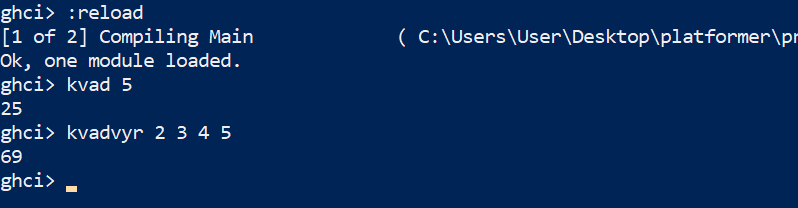 ghci> :reload
[1 of 2] Compiling Main             ( C:\Users\User\Desktop\platformer\pr
Ok, one module loaded.
ghci> kvad 5
25
ghci> kvadvyr 2 3 4 5
69
ghci>